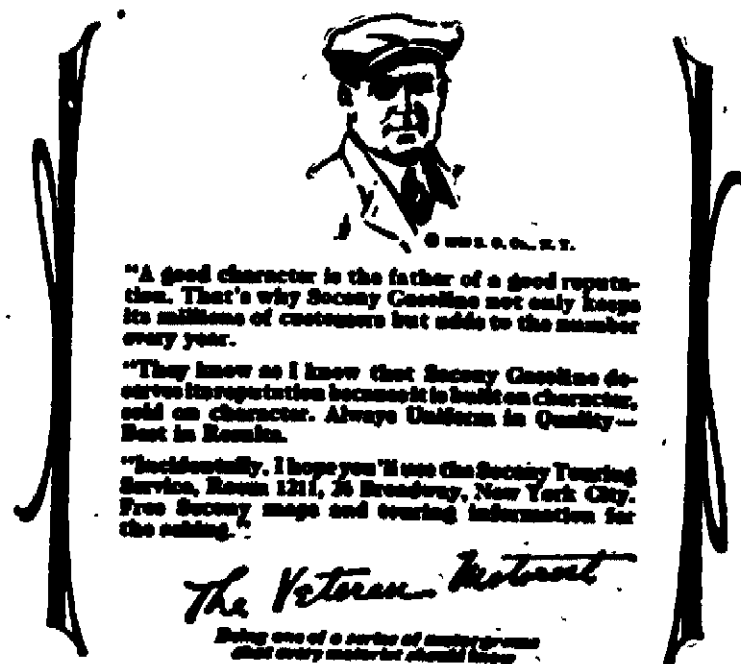 S. O. Co., N. Y.
"A good character is the father of a good reputa-
tion. That's why Socony Gasoline not only keeps
its millions of customers but adds to the number
every year.
"They know as I know that Socony Gasoline de-
serves its reputation because it is built on character,
sold on character. Always Uniform in Quality—
Best in Results.
"Incidentally, I hope you'll use the Socony Touring
Service, Room 1211, 26 Broadway, New York City.
Free Socony maps and touring information for
the asking."
The Veteran Motorist
Being one of a series of motorgrams
that every motorist should know